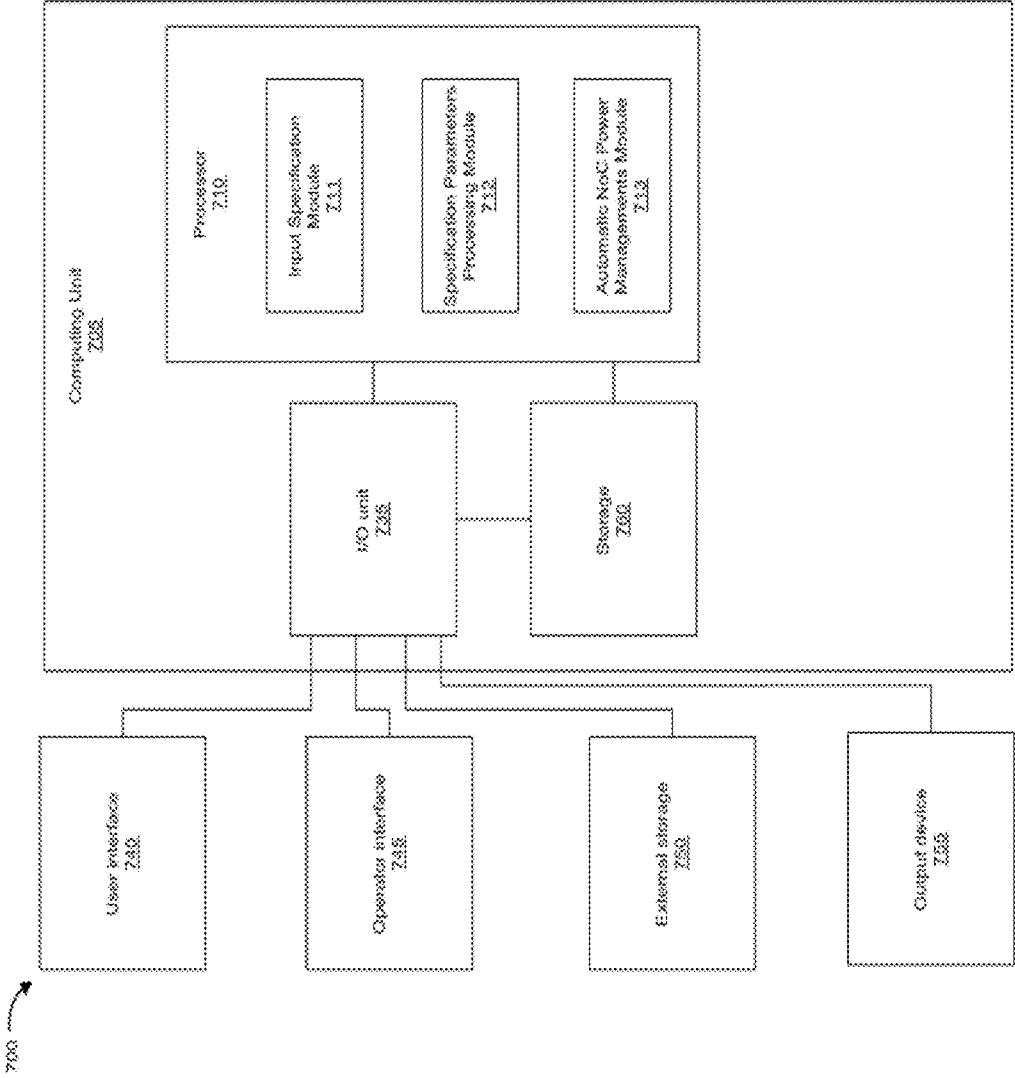 700
User interface
740
Operator interface
745
External storage
750
Output device
755
Computing Unit
705
I/O unit
735
Storage
760
Processor
710
Input Specification
Module
711
Specification Parameters
Processing Module
712
Automatic NoC Power
Managements Module
713